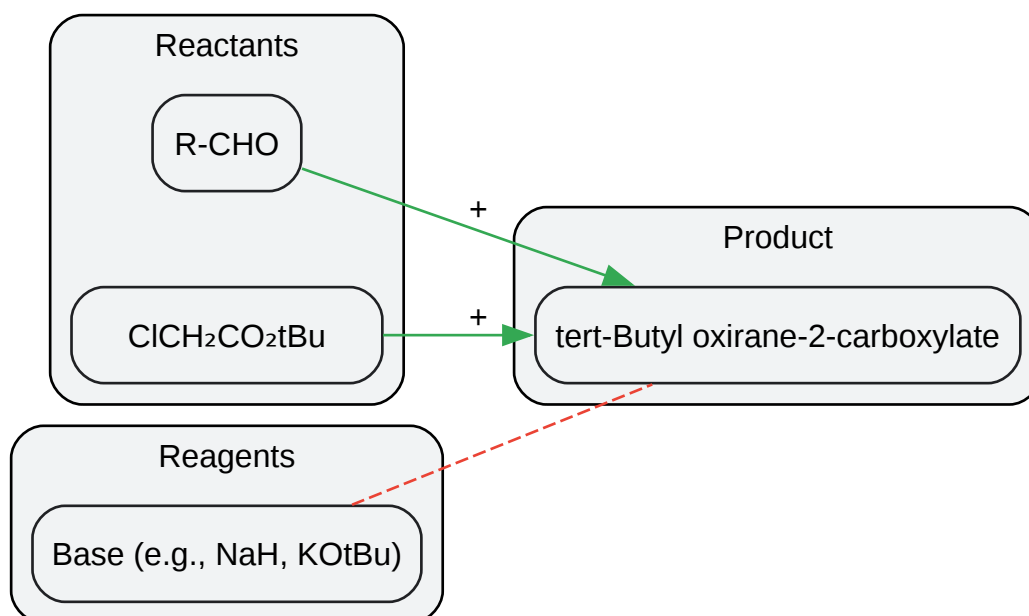 Reactants
R-CHO
+
ClCH₂CO₂tBu
+
Product
tert-Butyl oxirane-2-carboxylate
Reagents
Base (e.g., NaH, KOtBu)